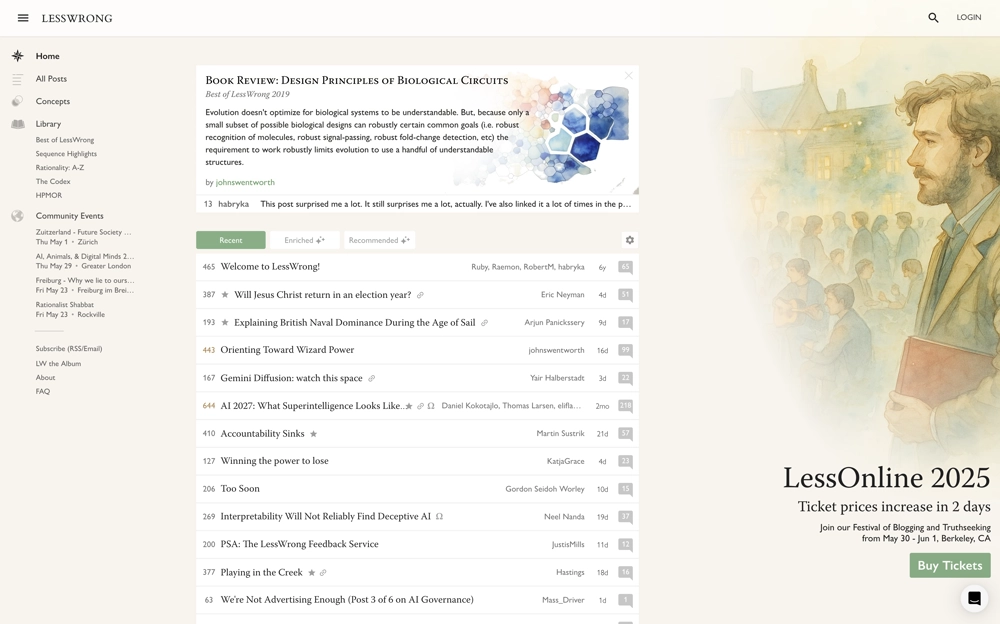 LESSWRONG
LOGIN
Home
All Posts
Concepts
Library
Best of LessWrong
Sequence Highlights
Rationality: A-Z
The Codex
HPMOR
Community Events
Zuitzerland - Future Society ...
Thu May 1 • Zürich
AI, Animals, & Digital Minds 2...
Thu May 29 • Greater London
Freiburg - Why we lie to ours...
Fri May 23 • Freiburg im Brei...
Rationalist Shabbat
Fri May 23 • Rockville
Subscribe (RSS/Email)
LW the Album
About
FAQ
Book Review: Design Principles of Biological Circuits
Best of LessWrong 2019
Evolution doesn't optimize for biological systems to be understandable. But, because only a
small subset of possible biological designs can robustly certain common goals (i.e. robust
recognition of molecules, robust signal-passing, robust fold-change detection, etc) the
requirement to work robustly limits evolution to use a handful of understandable
structures.
by johnswentworth
13 habryka This post surprised me a lot. It still surprises me a lot, actually. I've also linked it a lot of times in the p...
Recent Enriched Recommended
465 Welcome to LessWrong! Ruby, Raemon, RobertM, habryka 6y 65
387 Will Jesus Christ return in an election year? Eric Neyman 4d 51
193 Explaining British Naval Dominance During the Age of Sail Arjun Panickssery 9d 17
443 Orienting Toward Wizard Power johnswentworth 16d 99
167 Gemini Diffusion: watch this space Yair Halberstadt 3d 22
644 AI 2027: What Superintelligence Looks Like... Daniel Kokotajlo, Thomas Larsen, elifla... 2mo 218
410 Accountability Sinks Martin Sustrik 21d 57
127 Winning the power to lose KatjaGrace 4d 23
206 Too Soon Gordon Seidoh Worley 10d 15
269 Interpretability Will Not Reliably Find Deceptive AI Ω Neel Nanda 19d 37
200 PSA: The LessWrong Feedback Service JustisMills 11d 12
377 Playing in the Creek Hastings 18d 16
63 We're Not Advertising Enough (Post 3 of 6 on AI Governance) Mass_Driver 1d 1
LessOnline 2025
Ticket prices increase in 2 days
Join our Festival of Blogging and Truthseeking
from May 30 - Jun 1, Berkeley, CA
Buy Tickets